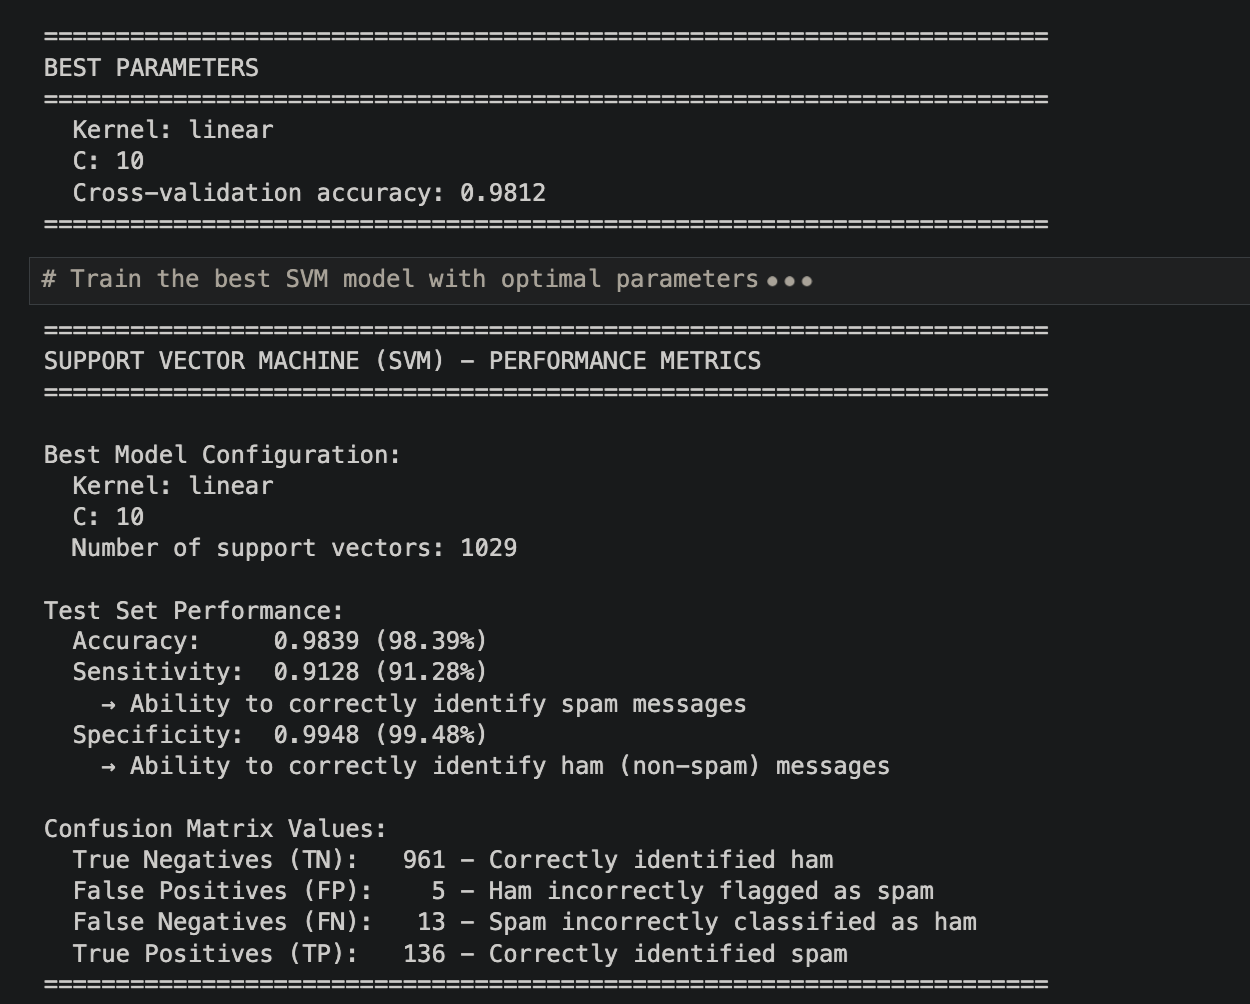 ======================================================================
BEST PARAMETERS
======================================================================
  Kernel: linear
  C: 10
  Cross-validation accuracy: 0.9812
======================================================================
# Train the best SVM model with optimal parameters•••
======================================================================
SUPPORT VECTOR MACHINE (SVM) - PERFORMANCE METRICS
======================================================================

Best Model Configuration:
  Kernel: linear
  C: 10
  Number of support vectors: 1029

Test Set Performance:
  Accuracy:     0.9839 (98.39%)
  Sensitivity:  0.9128 (91.28%)
    → Ability to correctly identify spam messages
  Specificity:  0.9948 (99.48%)
    → Ability to correctly identify ham (non-spam) messages

Confusion Matrix Values:
  True Negatives (TN):   961 - Correctly identified ham
  False Positives (FP):    5 - Ham incorrectly flagged as spam
  False Negatives (FN):   13 - Spam incorrectly classified as ham
  True Positives (TP):   136 - Correctly identified spam
======================================================================